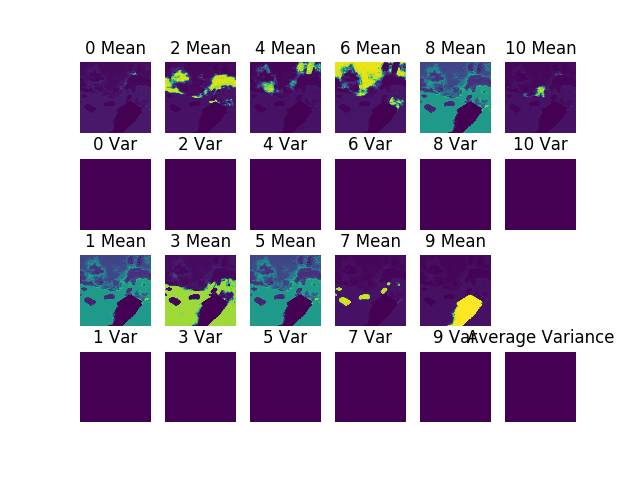 0 Mean 2 Mean 4 Mean 6 Mean 8 Mean 10 Mean
0 Var 2 Var 4 Var 6 Var 8 Var 10 Var
1 Mean 3 Mean 5 Mean 7 Mean 9 Mean
1 Var 3 Var 5 Var 7 Var 9 Var Average Variance